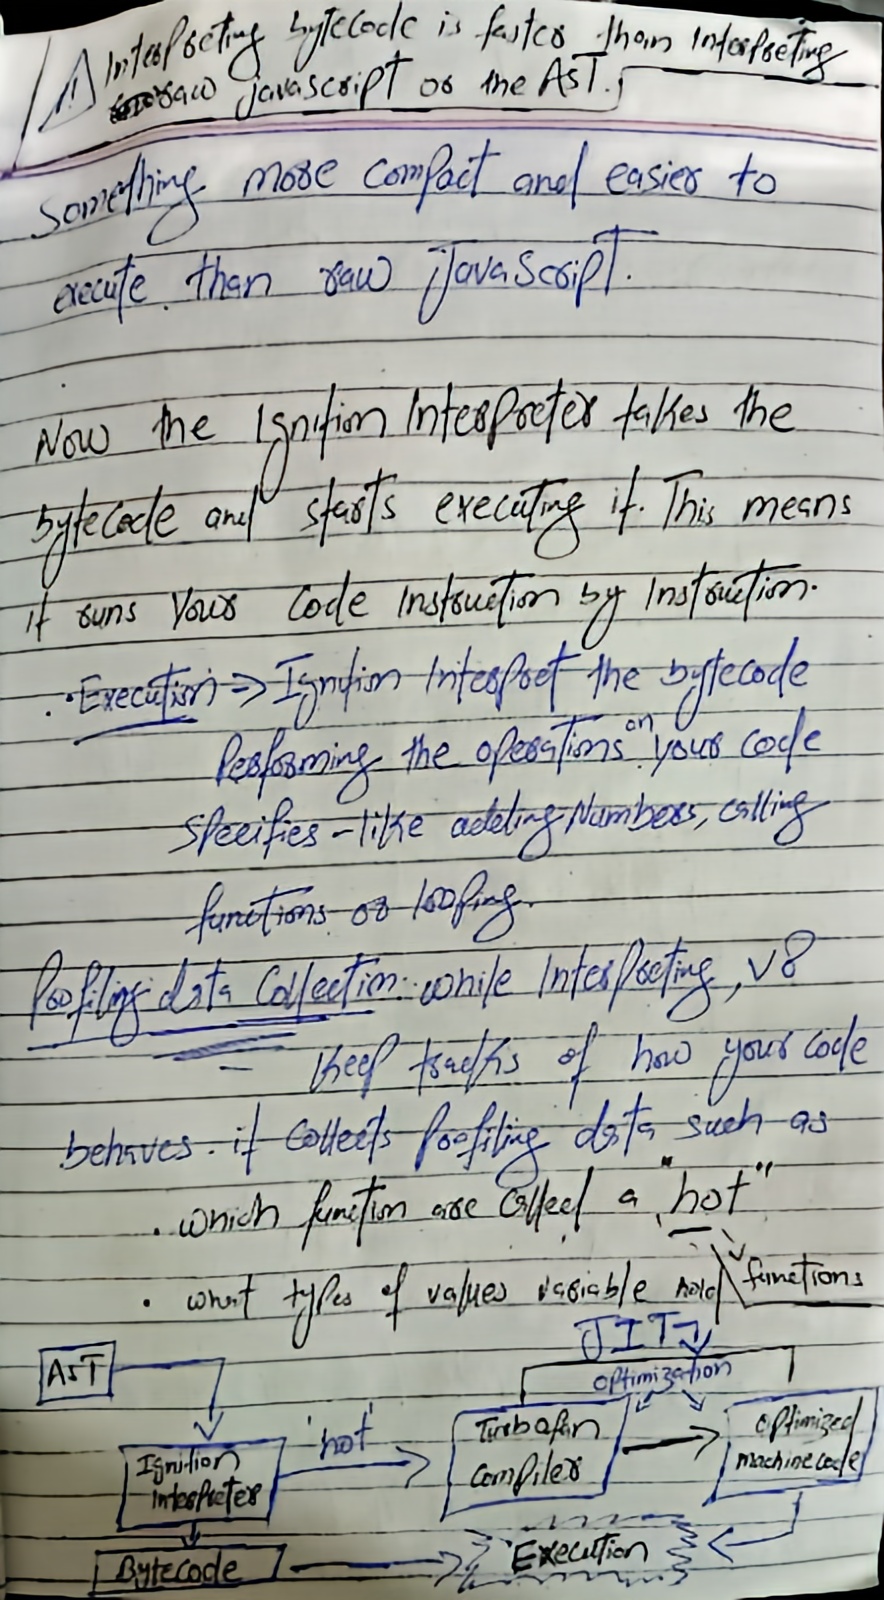 ⚠ Interpreting bytecode is faster than Interpreting
raw javascript or the AST.
Something more compact and easier to
execute than raw JavaScript.
Now the Ignition Interpreter takes the
bytecode and starts executing it. This means
it runs Your Code Instruction by Instruction.
• Execution => Ignition Interpret the bytecode
Performing the operations on your code
Specifies - like adding Numbers, calling
functions or looping.
Profiling data Collection: while Interpreting, V8
Keep tracks of how your code
behaves. it Collects Profiling data such as
• which function are called a "hot"
functions
• what types of values variable hold
JIT
optimization
AST
'hot'
Turbofan
Compiler
Optimized
machine code
Ignition
Interpreter
Bytecode
Execution